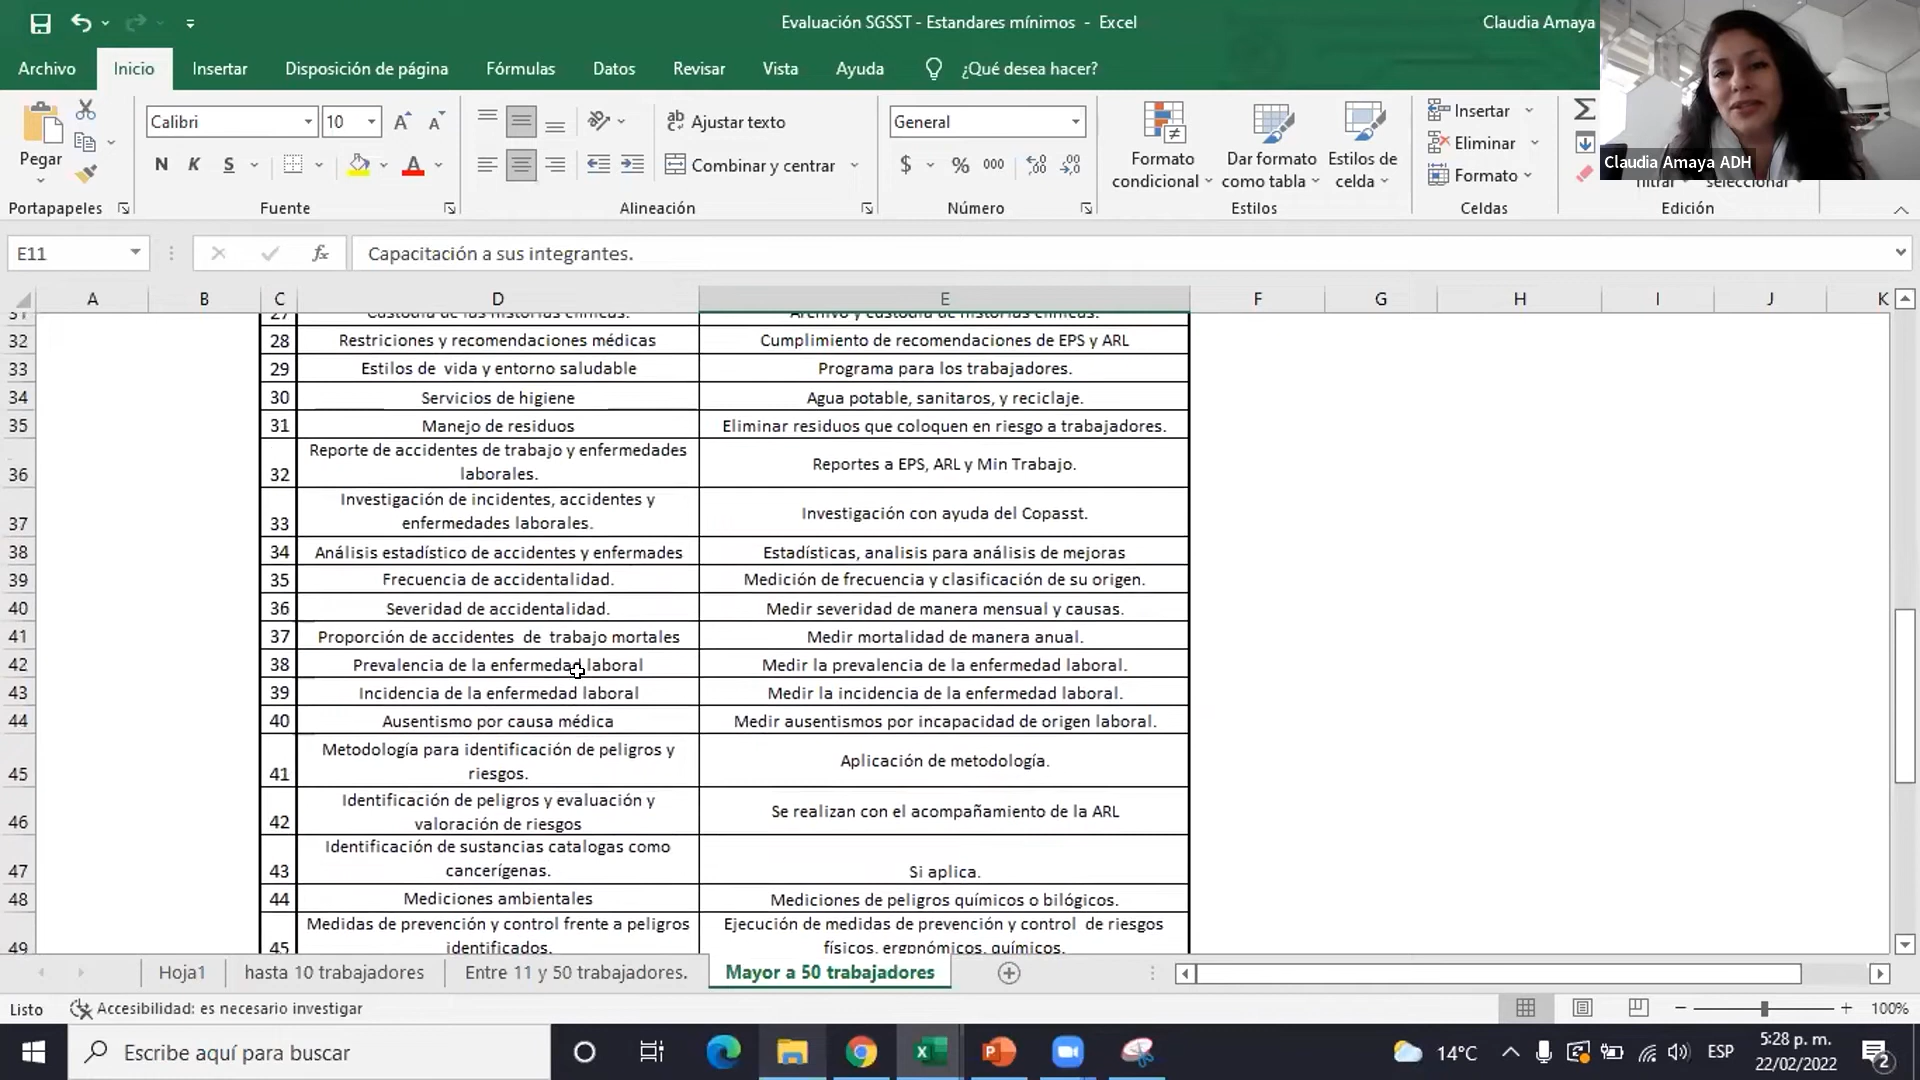 Evaluación SGSST - Estandares mínimos - Excel
Claudia Amaya
Archivo Inicio Insertar Disposición de página Fórmulas Datos Revisar Vista Ayuda ¿Qué desea hacer?
Pegar
Portapapeles
Calibri 10
N K S
Fuente
Ajustar texto
Combinar y centrar
Alineación
General
$ % 000
Número
Formato condicional
Dar formato como tabla
Estilos de celda
Estilos
Insertar
Eliminar
Formato
Celdas
Edición
Claudia Amaya ADH
E11 fx Capacitación a sus integrantes.
A B C D E F G H I J K
31 27 Custodia de las historias clínicas. Archivo y custodia de historias clínicas.
32 28 Restriciones y recomendaciones médicas Cumplimiento de recomendaciones de EPS y ARL
33 29 Estilos de vida y entorno saludable Programa para los trabajadores.
34 30 Servicios de higiene Agua potable, sanitaros, y reciclaje.
35 31 Manejo de residuos Eliminar residuos que coloquen en riesgo a trabajadores.
36 32 Reporte de accidentes de trabajo y enfermedades laborales. Reportes a EPS, ARL y Min Trabajo.
37 33 Investigación de incidentes, accidentes y enfermedades laborales. Investigación con ayuda del Copasst.
38 34 Análisis estadístico de accidentes y enfermades Estadísticas, analisis para análisis de mejoras
39 35 Frecuencia de accidentalidad. Medición de frecuencia y clasificación de su origen.
40 36 Severidad de accidentalidad. Medir severidad de manera mensual y causas.
41 37 Proporción de accidentes de trabajo mortales Medir mortalidad de manera anual.
42 38 Prevalencia de la enfermedad laboral Medir la prevalencia de la enfermedad laboral.
43 39 Incidencia de la enfermedad laboral Medir la incidencia de la enfermedad laboral.
44 40 Ausentismo por causa médica Medir ausentismos por incapacidad de origen laboral.
45 41 Metodología para identificación de peligros y riesgos. Aplicación de metodología.
46 42 Identificación de peligros y evaluación y valoración de riesgos Se realizan con el acompañamiento de la ARL
47 43 Identificación de sustancias catalogas como cancerígenas. Si aplica.
48 44 Mediciones ambientales Mediciones de peligros químicos o bilógicos.
49 45 Medidas de prevención y control frente a peligros identificados. Ejecución de medidas de prevención y control de riesgos físicos, ergonómicos, químicos.
Hoja1 hasta 10 trabajadores Entre 11 y 50 trabajadores. Mayor a 50 trabajadores
Listo Accesibilidad: es necesario investigar 100%
Escribe aquí para buscar
14°C ESP
5:28 p. m.
22/02/2022
2